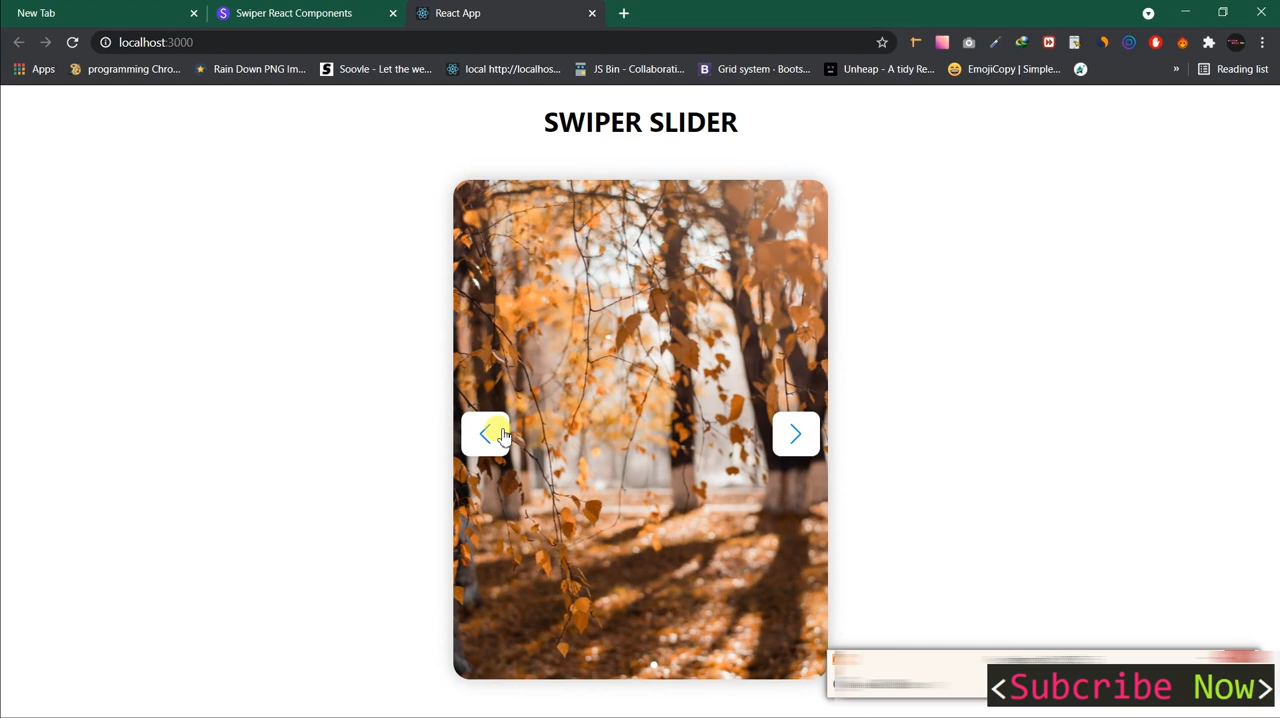 New Tab
Swiper React Components
React App
localhost:3000
Apps
programming Chro...
Rain Down PNG Im...
Soovle - Let the we...
local http://localhos...
JS Bin - Collaborati...
Grid system · Boots...
Unheap - A tidy Re...
EmojiCopy | Simple...
»
Reading list
SWIPER SLIDER
<Subcribe Now>